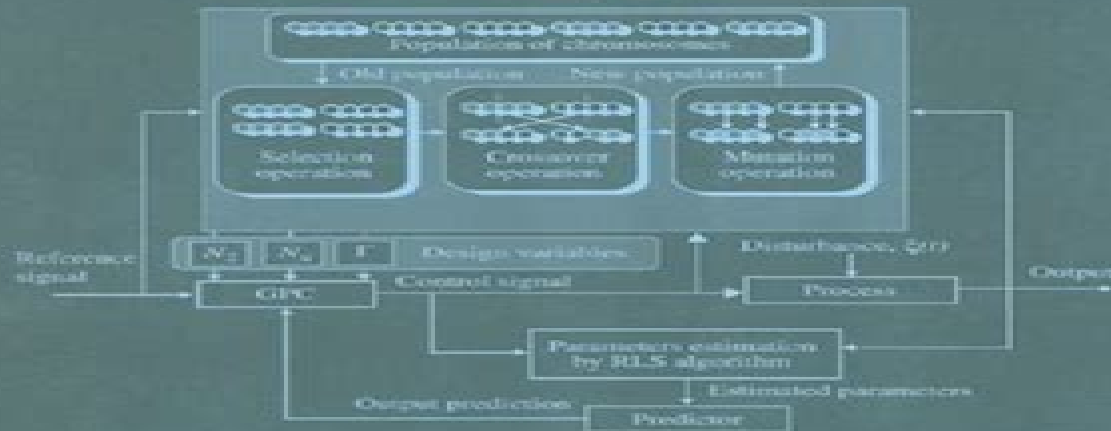 Population of chromosomes
Old population
New population
Selection
operation
Crossover
operation
Mutation
operation
Reference
signal
N₂
Nᵤ
Γ
Design variables
Disturbance, ξ(t)
Output
GPC
Control signal
Process
Parameters estimation
by RLS algorithm
Estimated parameters
Output prediction
Predictor